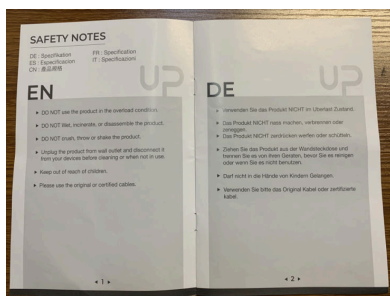 SAFETY NOTES
DE : Spezifikation
FR : Specification
ES : Especificacion
IT : Specificazioni
CN : 產品規格
UP
EN
▶ DO NOT use the product in the overload condition.
▶ DO NOT Wet, incinerate, or disassemble the product.
▶ DO NOT crush, throw or shake the product.
▶ Unplug the product from wall outlet and disconnect it
from your devices before cleaning or when not in use.
▶ Keep out of reach of children.
▶ Please use the original or certified cables.
◂ 1 ▸
UP
DE
▶ Verwenden Sie das Produkt NICHT im Uberlast Zustand.
▶ Das Produkt NICHT nass machen, verbrennen oder
▶ Das Produkt NICHT zerdrücken werfen oder schütteln.
▶ Ziehen Sie das Produkt aus der Wandsteckdose und
trennen Sie es von Ihren Geräten, bevor Sie es reinigen
oder wenn Sie es nicht benutzen.
▶ Darf nicht in die Hände von Kindern Gelangen.
▶ Verwenden Sie bitte das Original Kabel oder zertifizierte
kabel.
◂ 2 ▸